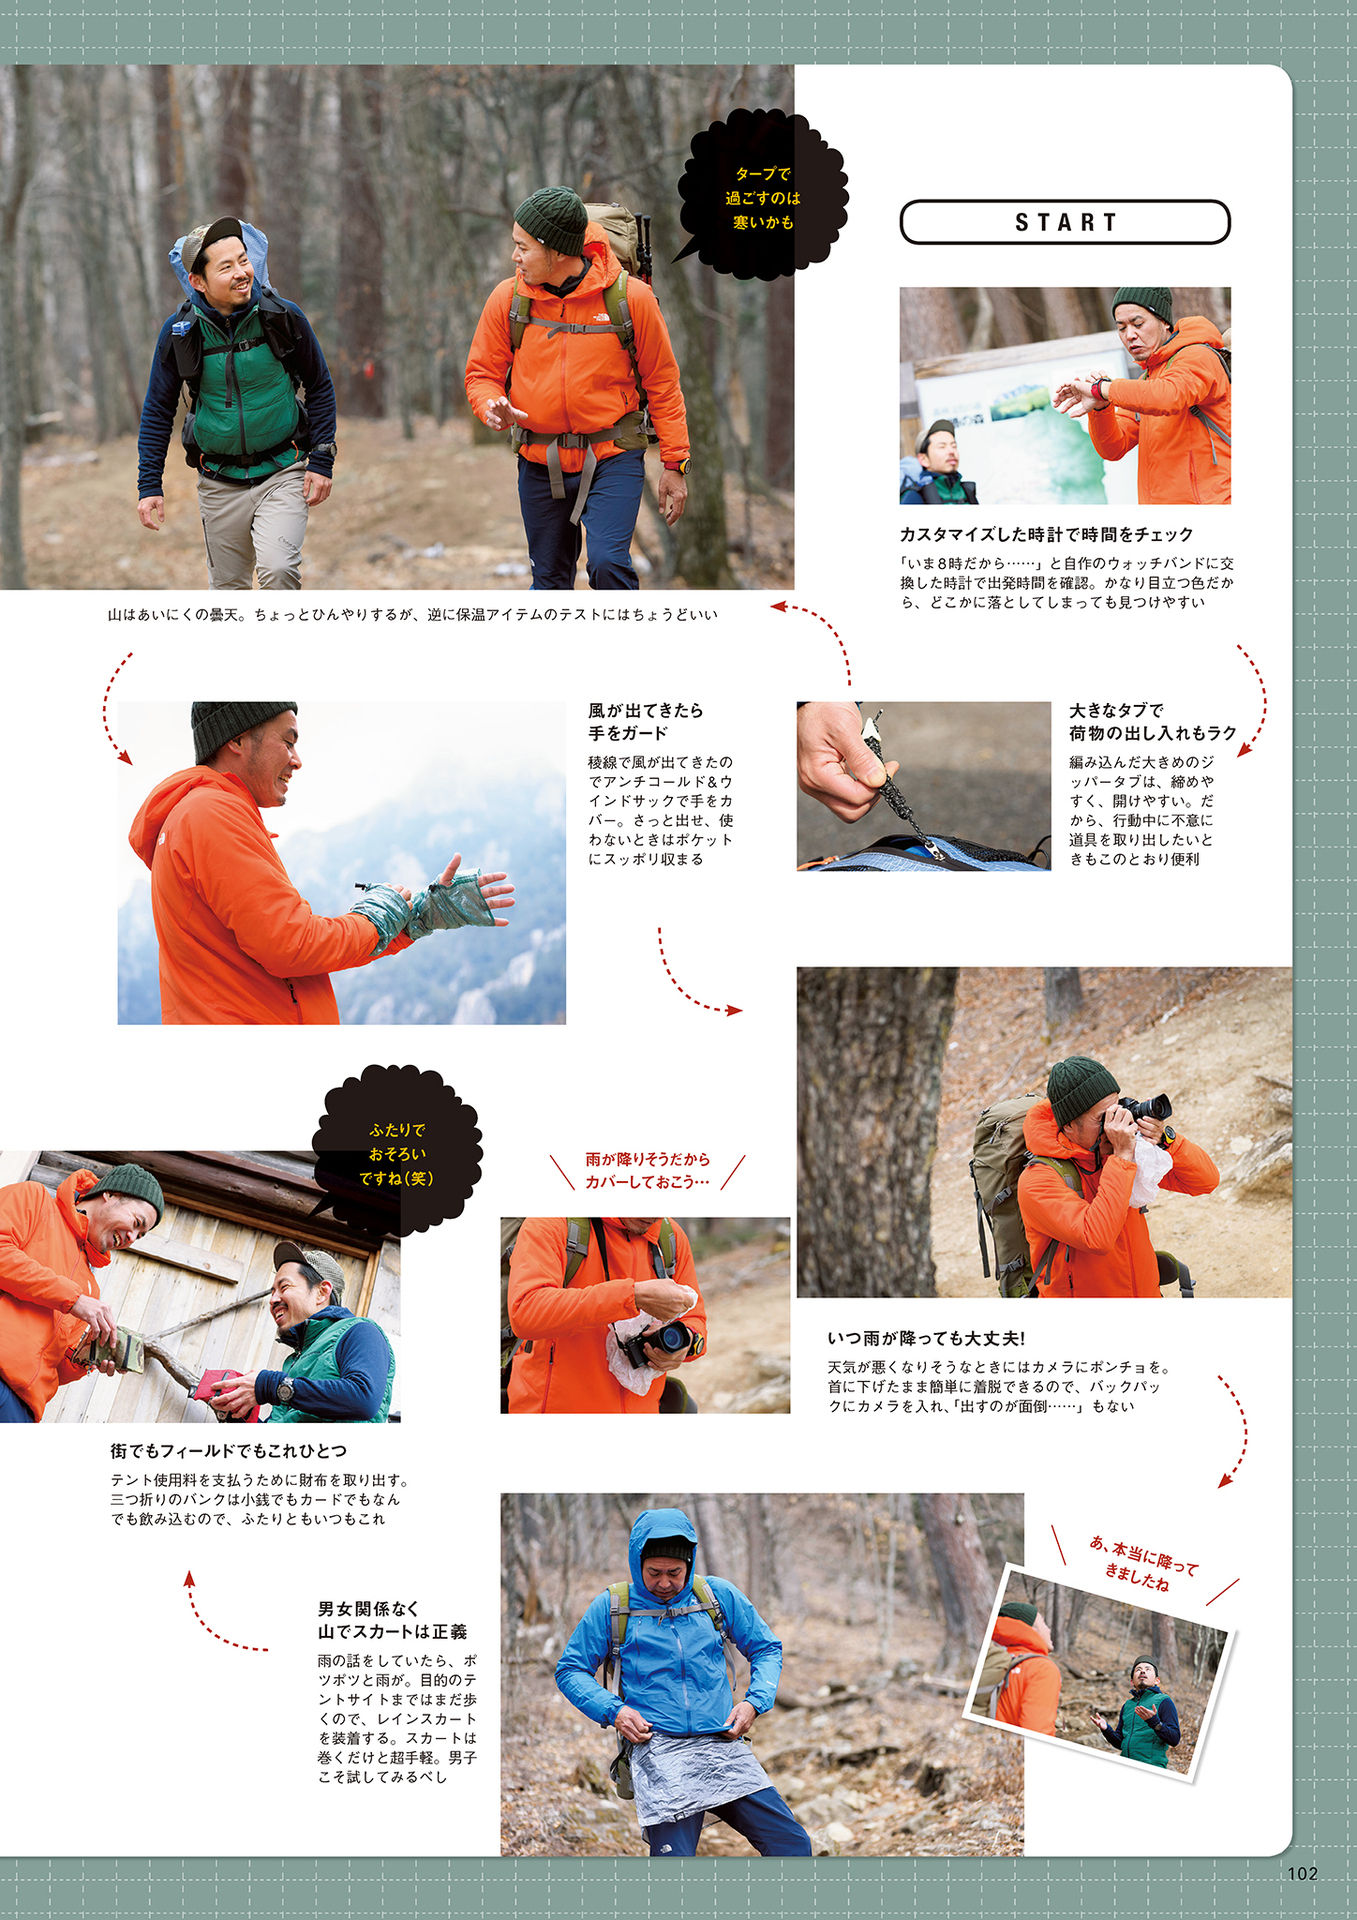 START
カスタマイズした時計で時間をチェック
「いま8時だから……」と自作のウォッチバンドに交
換した時計で出発時間を確認。かなり目立つ色だか
ら、どこかに落としてしまっても見つけやすい
大きなタブで
荷物の出し入れもラク
編み込んだ大きめのジ
ッパータブは、締めや
すく、開けやすい。だ
から、行動中に不意に
道具を取り出したいと
きもこのとおり便利
タープで
過ごすのは
寒いかも
山はあいにくの曇天。ちょっとひんやりするが、逆に保温アイテムのテストにはちょうどいい
風が出てきたら
手をガード
稜線で風が出てきたの
でアンチコールド&ウ
インドサックで手をカ
バー。さっと出せ、使
わないときはポケット
にスッポリ収まる
雨が降りそうだから
カバーしておこう…
いつ雨が降っても大丈夫!
天気が悪くなりそうなときにはカメラにポンチョを。
首に下げたまま簡単に着脱できるので、バックパッ
クにカメラを入れ、「出すのが面倒……」もない
あ、本当に降って
きましたね
男女関係なく
山でスカートは正義
雨の話をしていたら、ポ
ツポツと雨が。目的のテ
ントサイトまではまだ歩
くので、レインスカート
を装着する。スカートは
巻くだけと超手軽。男子
こそ試してみるべし
ふたりで
おそろい
ですね(笑)
街でもフィールドでもこれひとつ
テント使用料を支払うために財布を取り出す。
三つ折りのバンクは小銭でもカードでもなん
でも飲み込むので、ふたりともいつもこれ
102